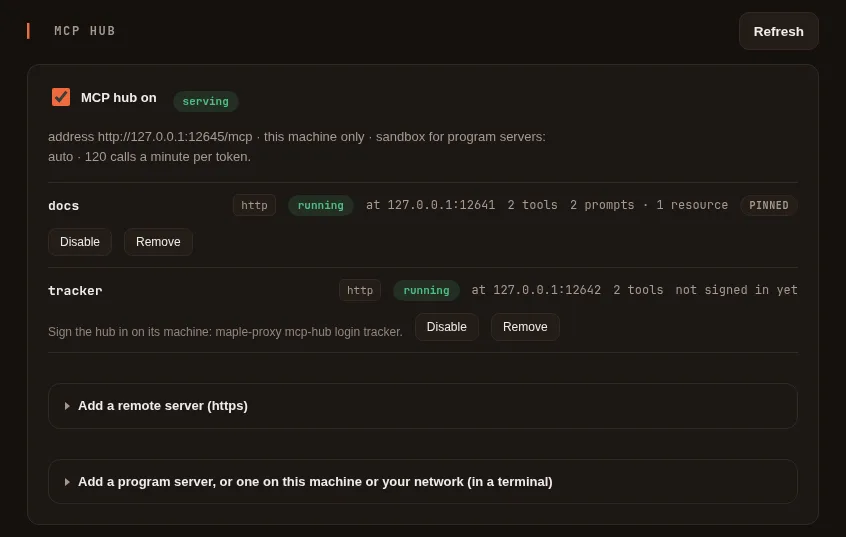 MCP HUB
Refresh
MCP hub on serving
address http://127.0.0.1:12645/mcp · this machine only · sandbox for program servers:
auto · 120 calls a minute per token.
docs http running at 127.0.0.1:12641 2 tools 2 prompts · 1 resource PINNED
Disable Remove
tracker http running at 127.0.0.1:12642 2 tools not signed in yet
Sign the hub in on its machine: maple-proxy mcp-hub login tracker. Disable Remove
Add a remote server (https)
Add a program server, or one on this machine or your network (in a terminal)